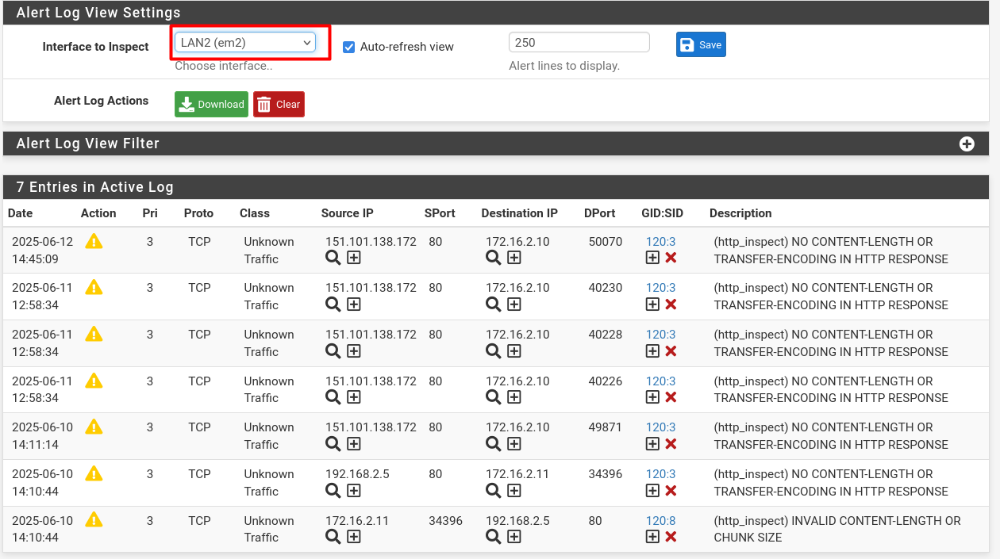 Alert Log View Settings
Interface to Inspect LAN2 (em2) Auto-refresh view 250 Save
Choose interface.. Alert lines to display.
Alert Log Actions Download Clear
Alert Log View Filter
7 Entries in Active Log
Date Action Pri Proto Class Source IP SPort Destination IP DPort GID:SID Description
2025-06-12 3 TCP Unknown 151.101.138.172 80 172.16.2.10 50070 120:3 (http_inspect) NO CONTENT-LENGTH OR
14:45:09 Traffic TRANSFER-ENCODING IN HTTP RESPONSE
2025-06-11 3 TCP Unknown 151.101.138.172 80 172.16.2.10 40230 120:3 (http_inspect) NO CONTENT-LENGTH OR
12:58:34 Traffic TRANSFER-ENCODING IN HTTP RESPONSE
2025-06-11 3 TCP Unknown 151.101.138.172 80 172.16.2.10 40228 120:3 (http_inspect) NO CONTENT-LENGTH OR
12:58:34 Traffic TRANSFER-ENCODING IN HTTP RESPONSE
2025-06-11 3 TCP Unknown 151.101.138.172 80 172.16.2.10 40226 120:3 (http_inspect) NO CONTENT-LENGTH OR
12:58:34 Traffic TRANSFER-ENCODING IN HTTP RESPONSE
2025-06-10 3 TCP Unknown 151.101.138.172 80 172.16.2.10 49871 120:3 (http_inspect) NO CONTENT-LENGTH OR
14:11:14 Traffic TRANSFER-ENCODING IN HTTP RESPONSE
2025-06-10 3 TCP Unknown 192.168.2.5 80 172.16.2.11 34396 120:3 (http_inspect) NO CONTENT-LENGTH OR
14:10:44 Traffic TRANSFER-ENCODING IN HTTP RESPONSE
2025-06-10 3 TCP Unknown 172.16.2.11 34396 192.168.2.5 80 120:8 (http_inspect) INVALID CONTENT-LENGTH OR
14:10:44 Traffic CHUNK SIZE